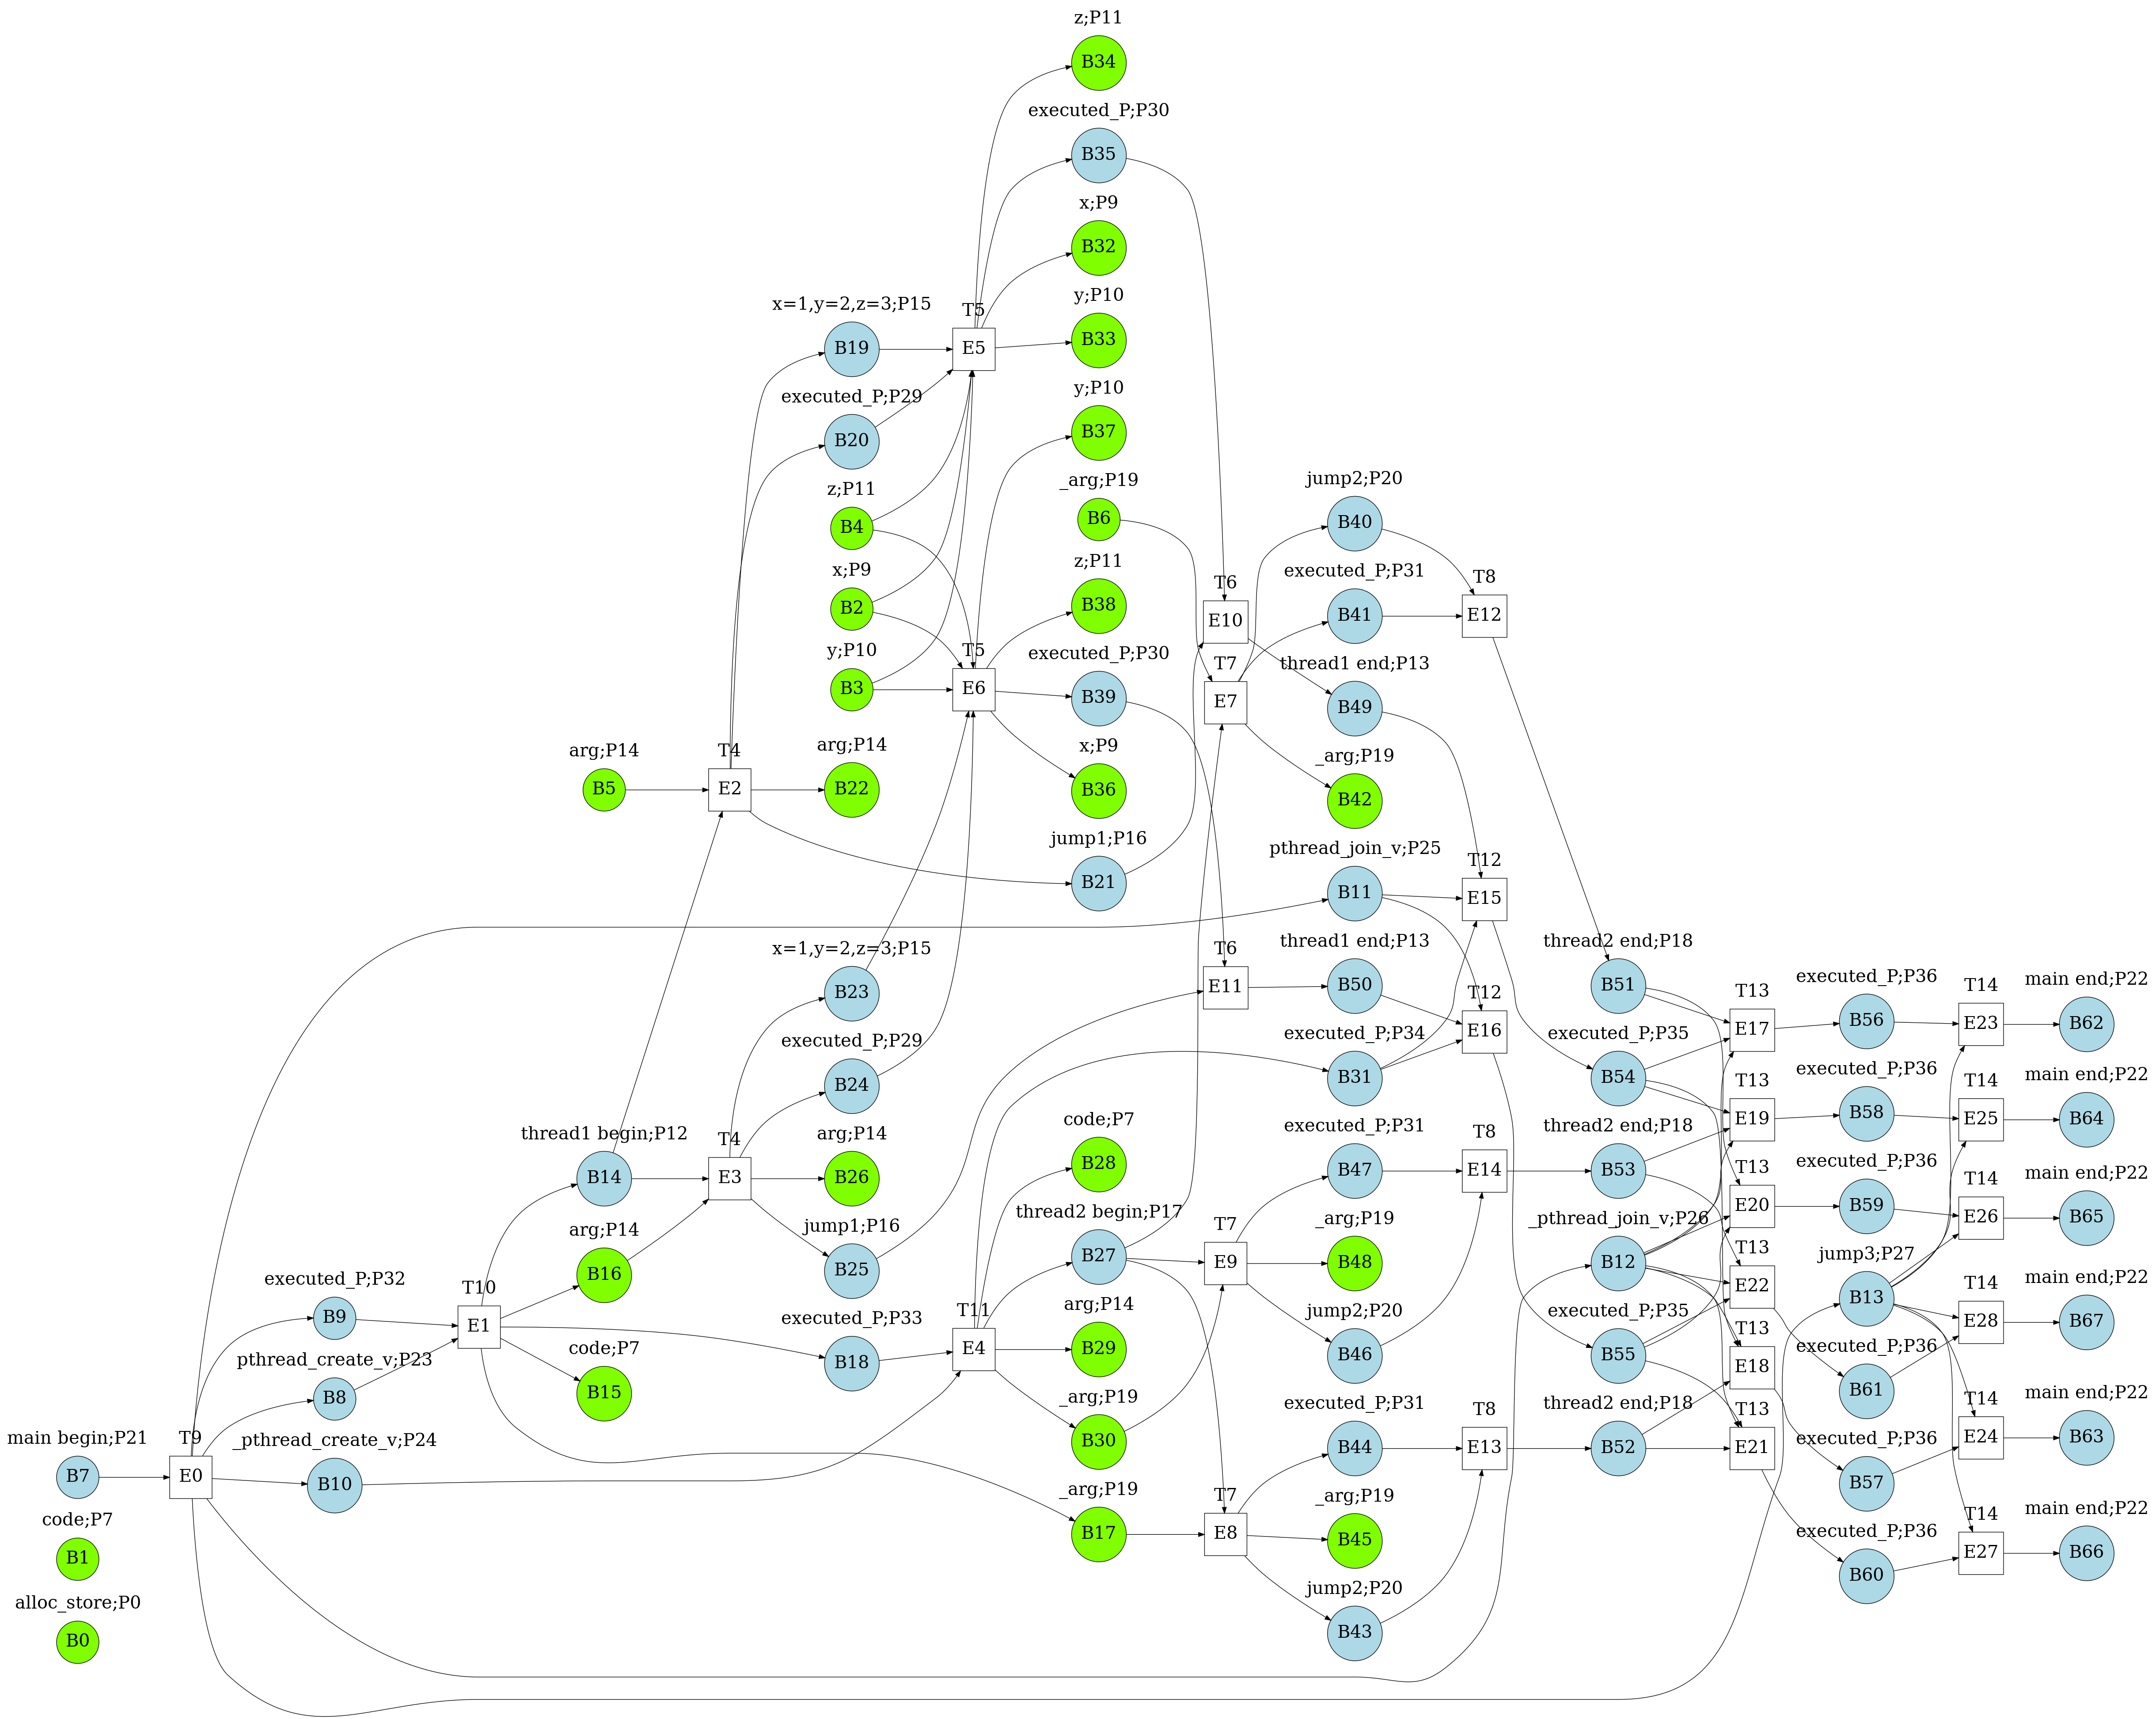 z;P11
B34
executed_P;P30
B35
x;P9
B32
x=1,y=2,z=3;P15
B19
T5
E5
y;P10
B33
executed_P;P29
B20
y;P10
B37
z;P11
B4
_arg;P19
B6
jump2;P20
B40
x;P9
B2
z;P11
B38
T6
E10
executed_P;P31
B41
T8
E12
y;P10
B3
T5
E6
executed_P;P30
B39
T7
E7
thread1 end;P13
B49
arg;P14
B5
T4
E2
arg;P14
B22
x;P9
B36
_arg;P19
B42
jump1;P16
B21
pthread_join_v;P25
B11
T12
E15
x=1,y=2,z=3;P15
B23
T6
E11
thread1 end;P13
B50
T12
E16
thread2 end;P18
B51
T13
E17
executed_P;P36
B56
T14
E23
main end;P22
B62
executed_P;P29
B24
executed_P;P34
B31
executed_P;P35
B54
T13
E19
executed_P;P36
B58
T14
E25
main end;P22
B64
thread1 begin;P12
B14
T4
E3
arg;P14
B26
code;P7
B28
executed_P;P31
B47
T8
E14
thread2 end;P18
B53
T13
E20
executed_P;P36
B59
T14
E26
main end;P22
B65
arg;P14
B16
jump1;P16
B25
thread2 begin;P17
B27
T7
E9
_arg;P19
B48
_pthread_join_v;P26
B12
T13
E22
jump3;P27
B13
T14
E28
main end;P22
B67
executed_P;P32
B9
T10
E1
executed_P;P33
B18
T11
E4
arg;P14
B29
jump2;P20
B46
executed_P;P35
B55
T13
E18
executed_P;P36
B61
pthread_create_v;P23
B8
code;P7
B15
_arg;P19
B30
executed_P;P31
B44
T8
E13
thread2 end;P18
B52
T13
E21
T14
E24
main end;P22
B63
main begin;P21
B7
T9
E0
_pthread_create_v;P24
B10
_arg;P19
B17
T7
E8
_arg;P19
B45
executed_P;P36
B57
T14
E27
main end;P22
B66
code;P7
B1
executed_P;P36
B60
alloc_store;P0
B0
jump2;P20
B43